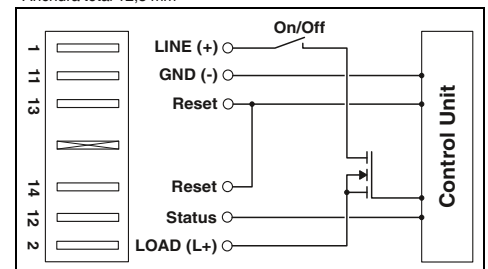 On/Off
1 LINE (+)
11 GND (-)
13 Reset
14 Reset
12 Status
2 LOAD (L+)
Control Unit